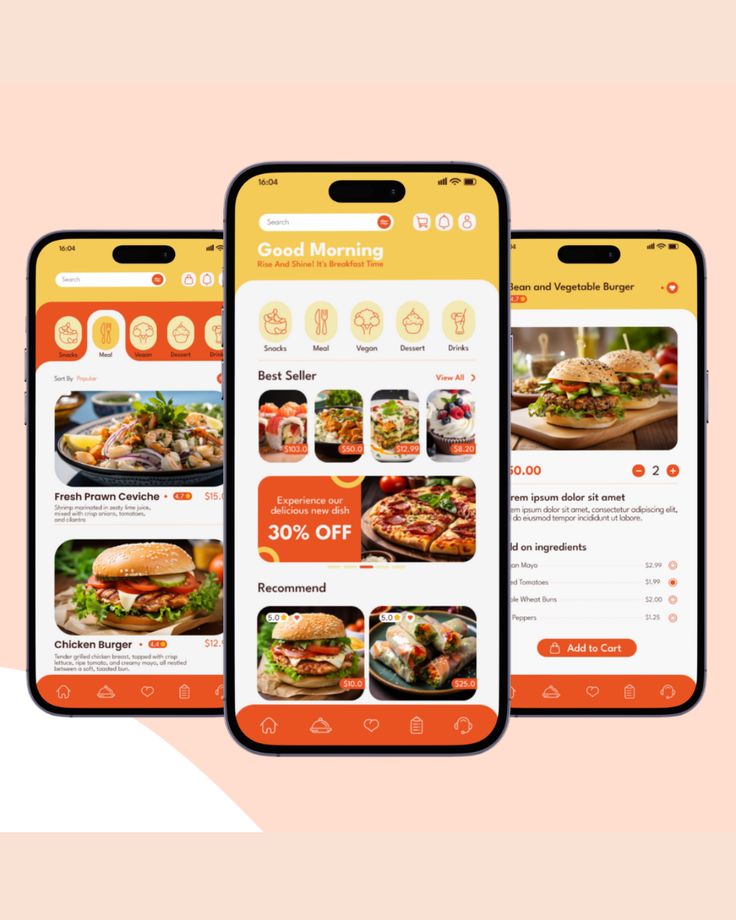 16:04
Search
Snacks
Meal
Vegan
Dessert
Sort By Popular
Fresh Prawn Ceviche • 4.7
Shrimp marinated in zesty lime juice,
mixed with crisp onions, tomatoes,
and cilantro
Chicken Burger • 4.4
$12.
Tender grilled chicken breast, topped with crisp
lettuce, ripe tomato, and creamy mayo, all nestled
between a soft, toasted bun.
16:04
Search
Good Morning
Rise And Shine! It's Breakfast Time
Snacks
Meal
Vegan
Dessert
Drinks
Best Seller
View All
$103.0
$50.0
$12.99
$8.20
Experience our
delicious new dish
30% OFF
Recommend
5.0
$10.0
5.0
$25.0
Bean and Vegetable Burger
4.7
50.00
2
rem ipsum dolor sit amet
orem ipsum dolor sit amet, consectetur adipiscing elit,
do eiusmod tempor incididunt ut labore.
ld on ingredients
an Mayo $2.99
ed Tomatoes $1.99
le Wheat Buns $2.00
Peppers $1.25
Add to Cart